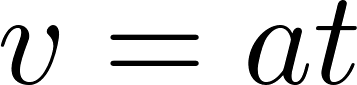 v = at